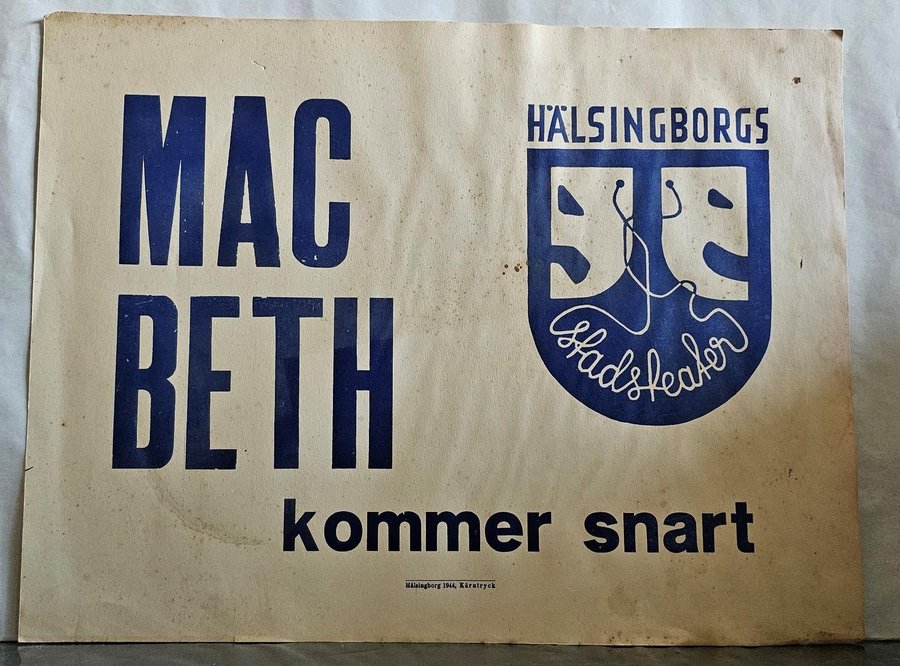 MAC
BETH
HÄLSINGBORGS
stadsteater
kommer snart
Hälsingborg 1944, Kärntryck